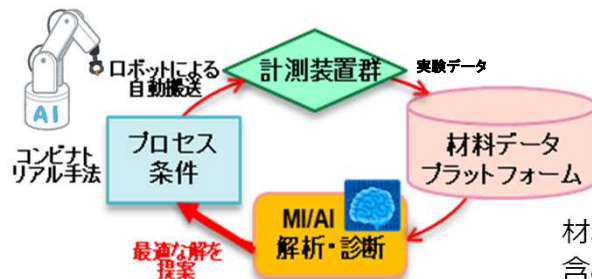 ロボットによる
自動搬送
AI
コンビナト
リアル手法
計測装置群
実験データ
プロセス
条件
材料データ
プラットフォーム
MI/AI
解析・診断
最適な解を
提案
材
含